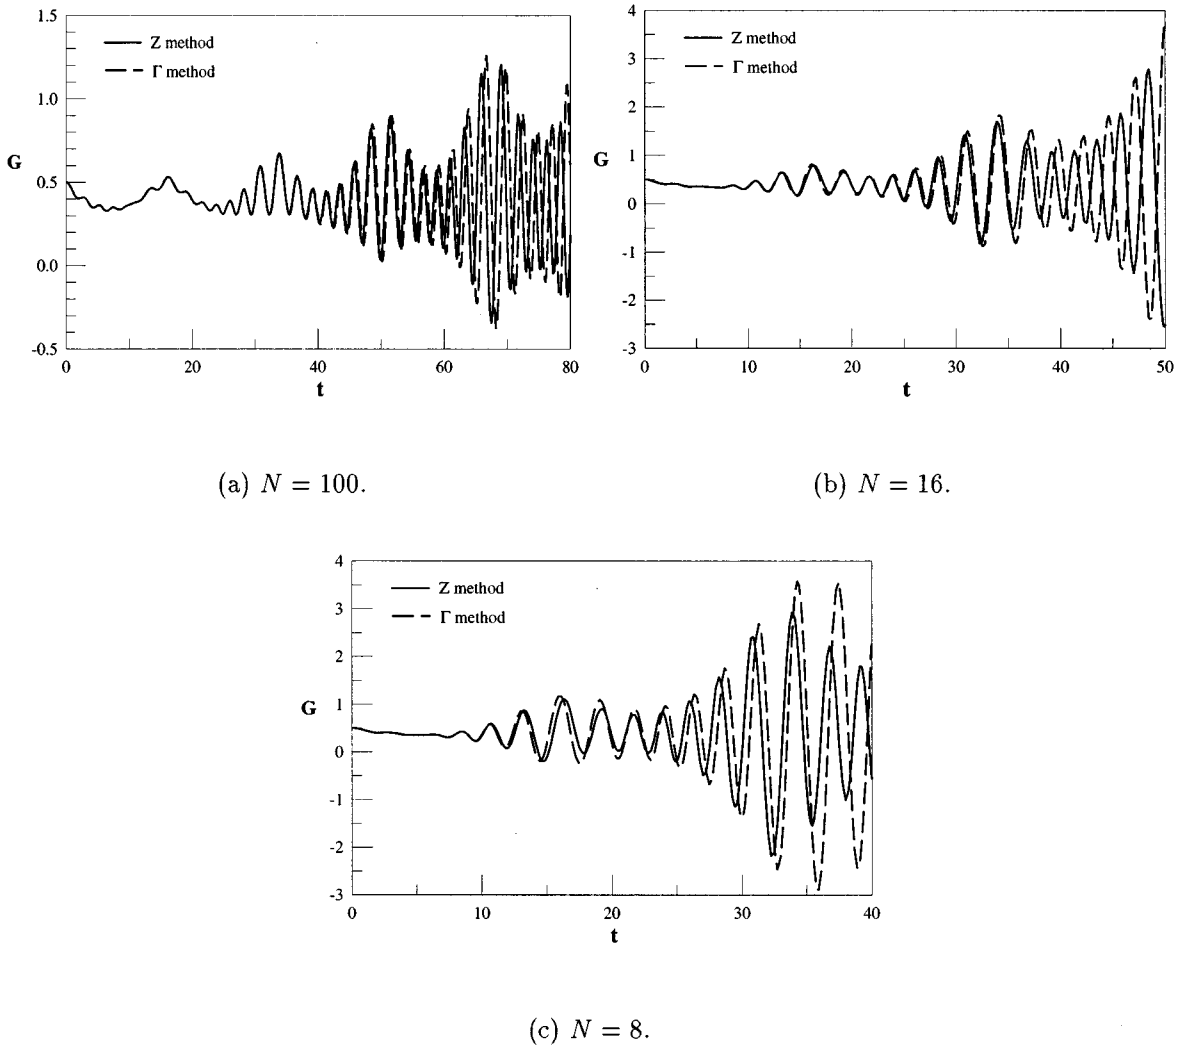 1.5
1.0
0.5
0.0
-0.5
G
Z method
Γ method
0 20 40 60 80
t
(a) N = 100.
4
3
2
1
0
-1
-2
-3
G
Z method
Γ method
0 10 20 30 40 50
t
(b) N = 16.
4
3
2
1
0
-1
-2
-3
G
Z method
Γ method
0 10 20 30 40
t
(c) N = 8.